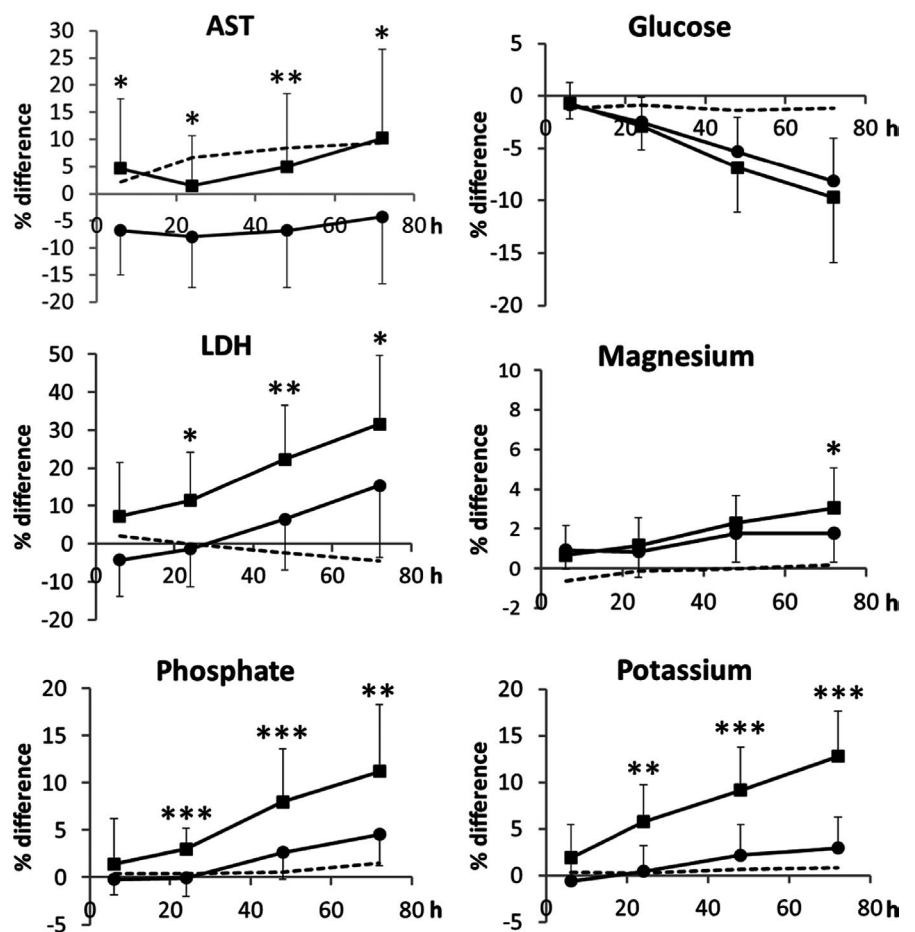 AST
30
25
20
15
10
5
0
-5
-10
-15
-20
% difference
0 20 40 60 80 h
* * ** *
Glucose
5
0
-5
-10
-15
-20
% difference
0 20 40 60 80 h
LDH
50
40
30
20
10
0
-10
-20
% difference
0 20 40 60 80 h
* ** *
Magnesium
10
8
6
4
2
0
-2
% difference
0 20 40 60 80 h
*
Phosphate
20
15
10
5
0
-5
% difference
0 20 40 60 80 h
*** *** **
Potassium
20
15
10
5
0
-5
% difference
0 20 40 60 80 h
** *** ***